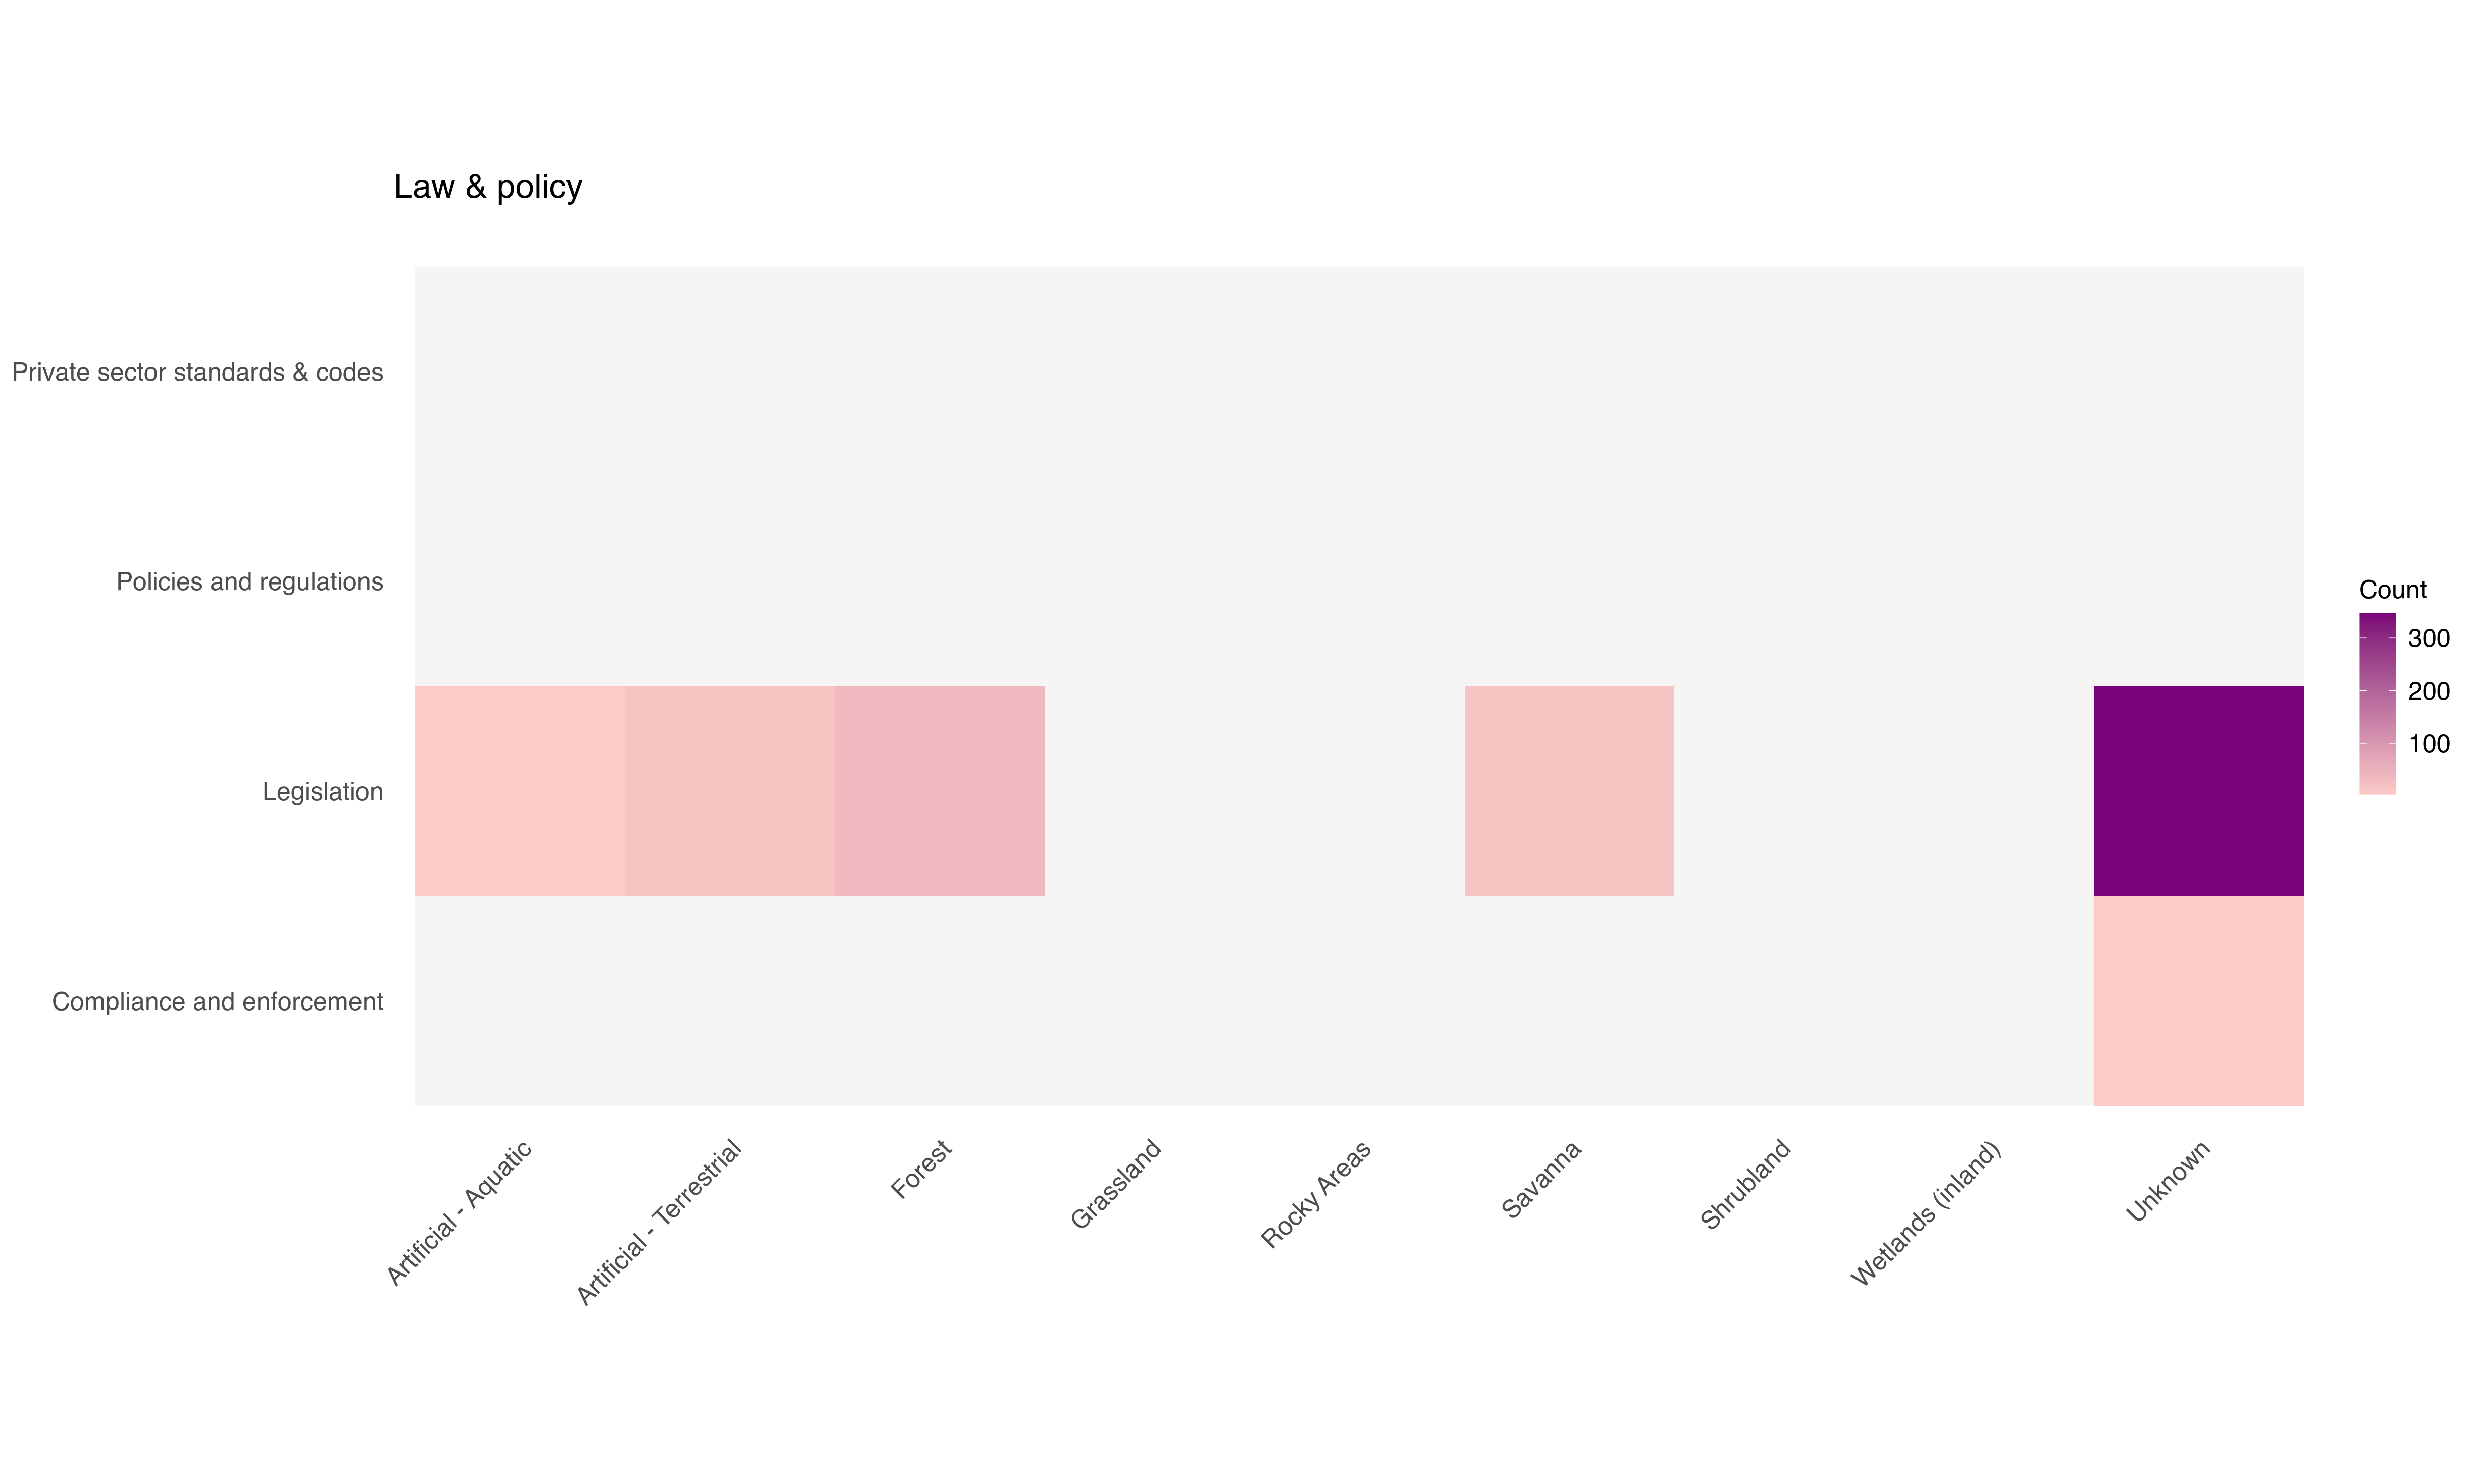 Law & policy
Private sector standards & codes
Policies and regulations
Legislation
Compliance and enforcement
Artificial - Aquatic
Artificial - Terrestrial
Forest
Grassland
Rocky Areas
Savanna
Shrubland
Wetlands (inland)
Unknown
Count
300
200
100